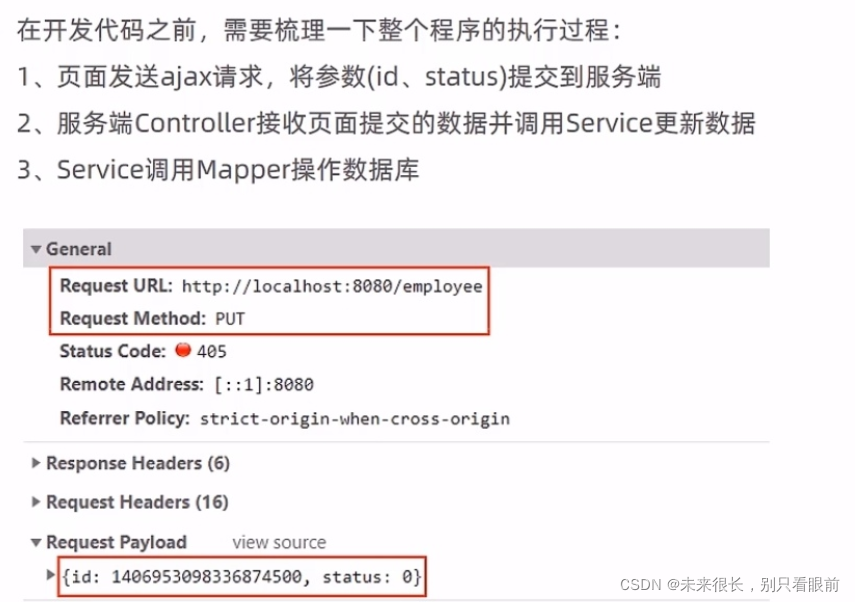 在开发代码之前，需要梳理一下整个程序的执行过程：
1、页面发送ajax请求，将参数(id、status)提交到服务端
2、服务端Controller接收页面提交的数据并调用Service更新数据
3、Service调用Mapper操作数据库
General
Request URL: http://localhost:8080/employee
Request Method: PUT
Status Code: 405
Remote Address: [::1]:8080
Referrer Policy: strict-origin-when-cross-origin
Response Headers (6)
Request Headers (16)
Request Payload view source
{id: 1406953098336874500, status: 0}
CSDN @未来很长，别只看眼前